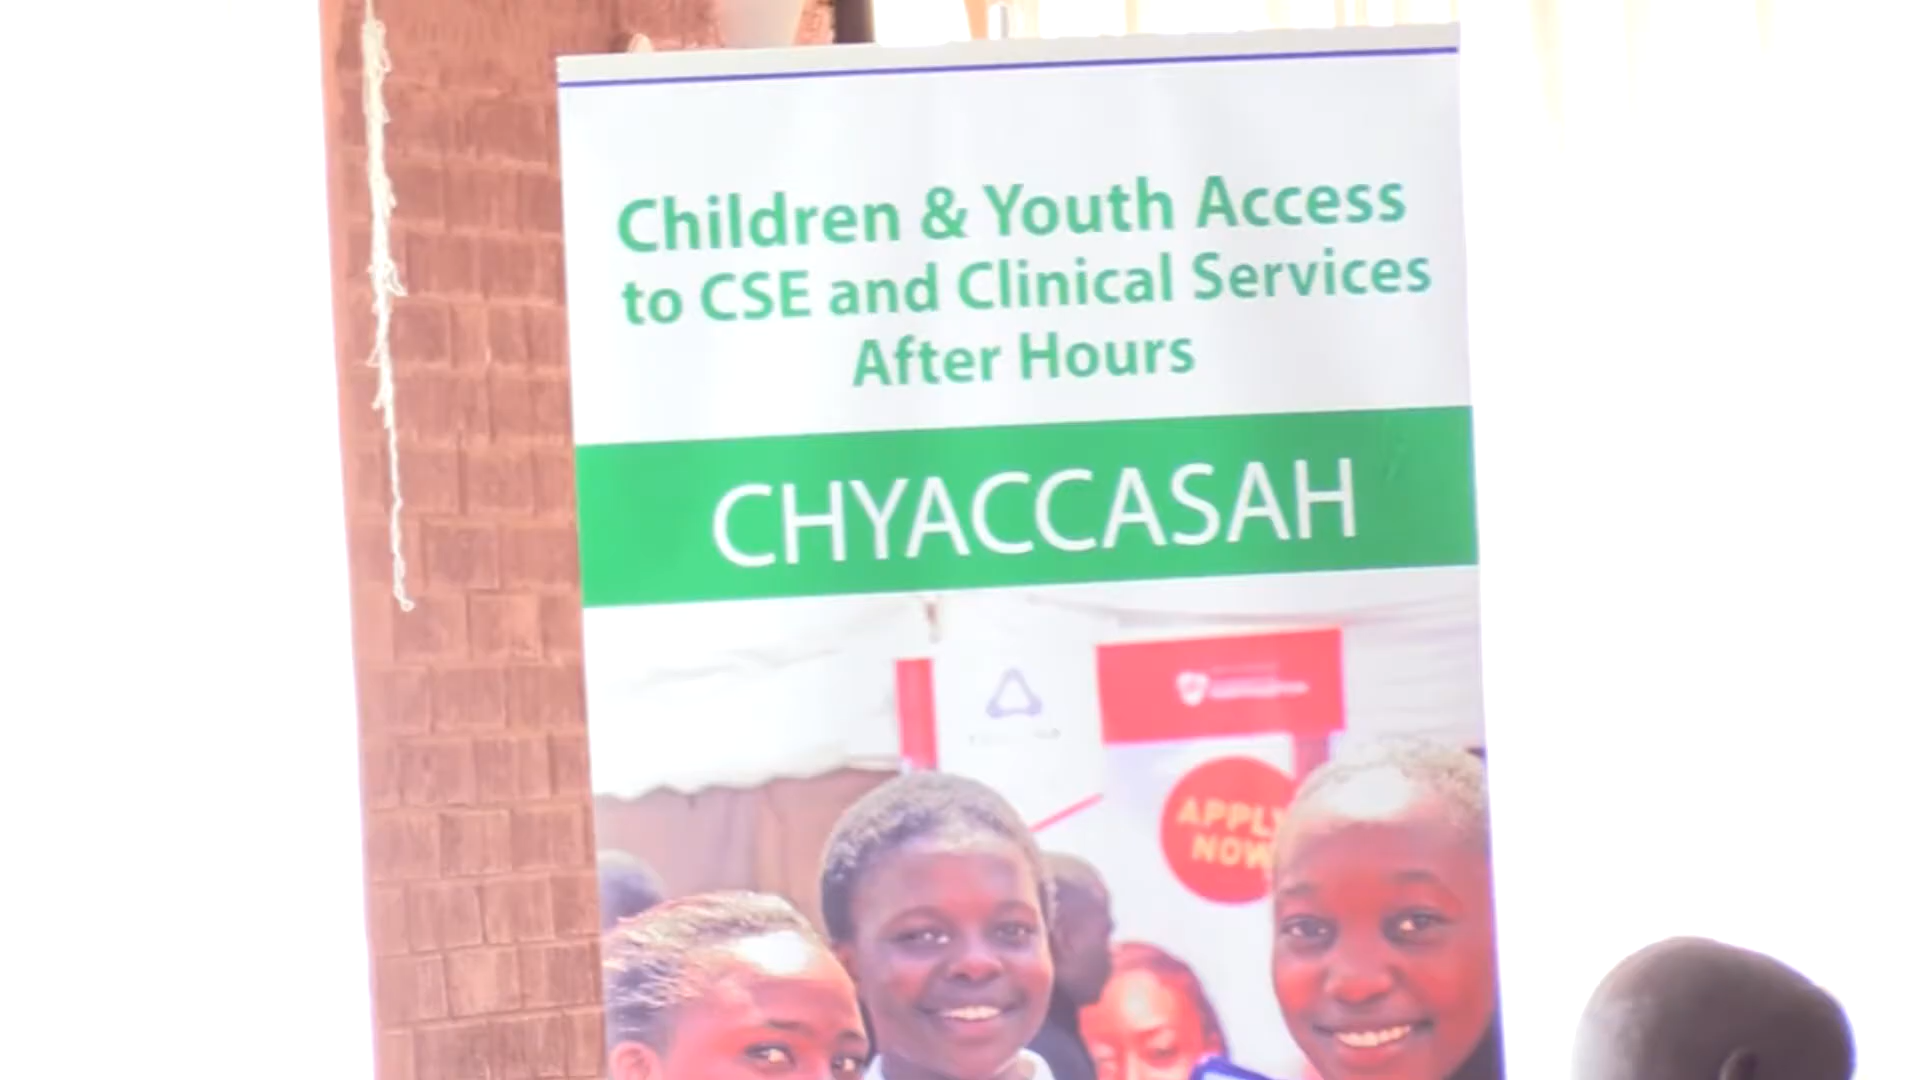 Children & Youth Access
to CSE and Clinical Services
After Hours
CHYACCASAH
APPLY
NOW